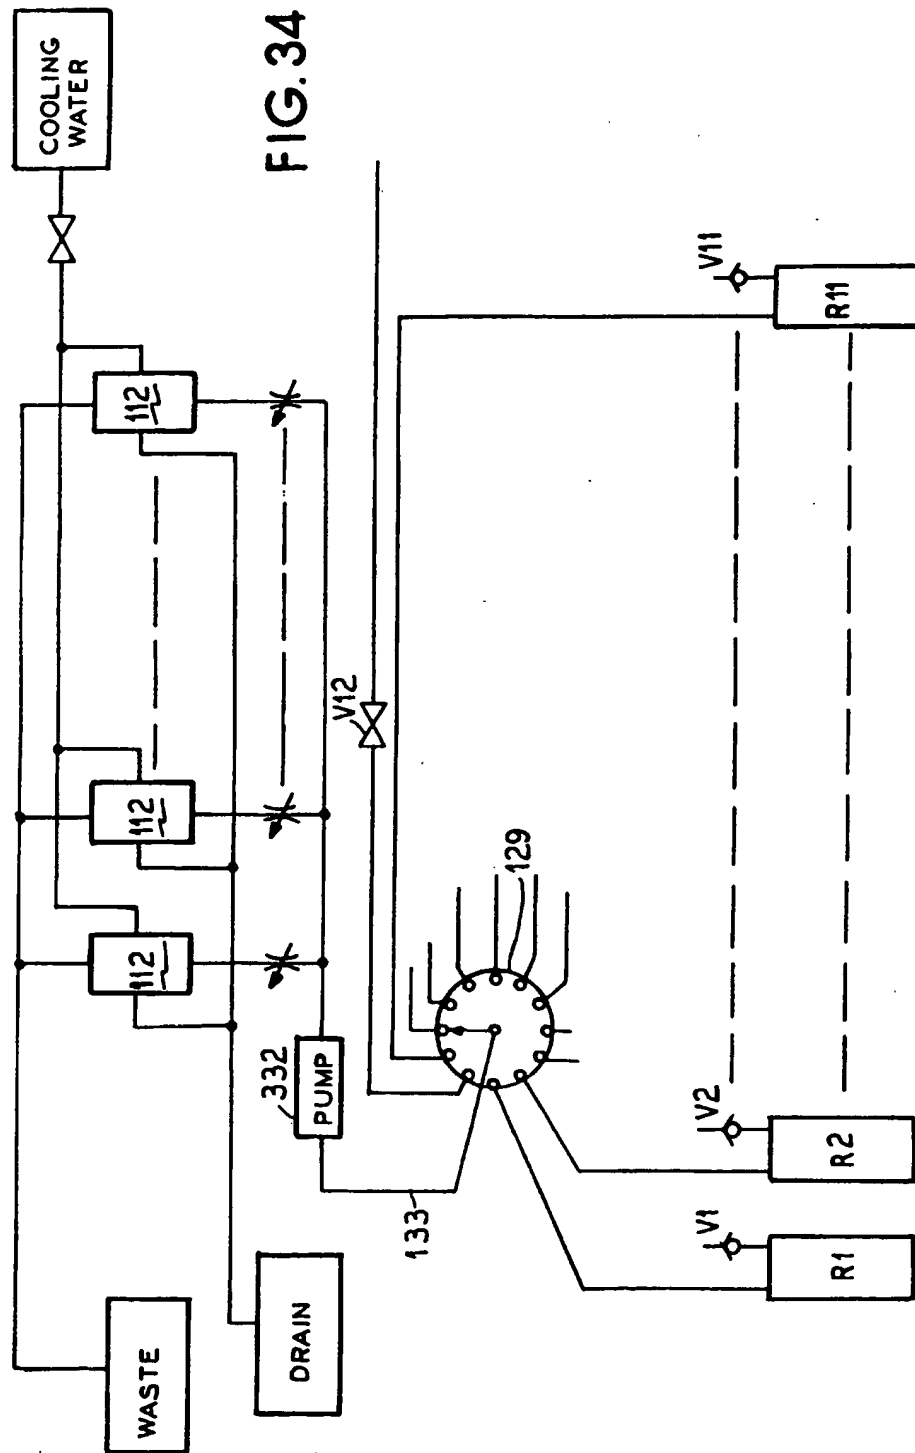 COOLING
WATER
FIG. 34
112
112
112
WASTE
DRAIN
332
PUMP
133
129
V12
V11
R11
V2
R2
V1
R1